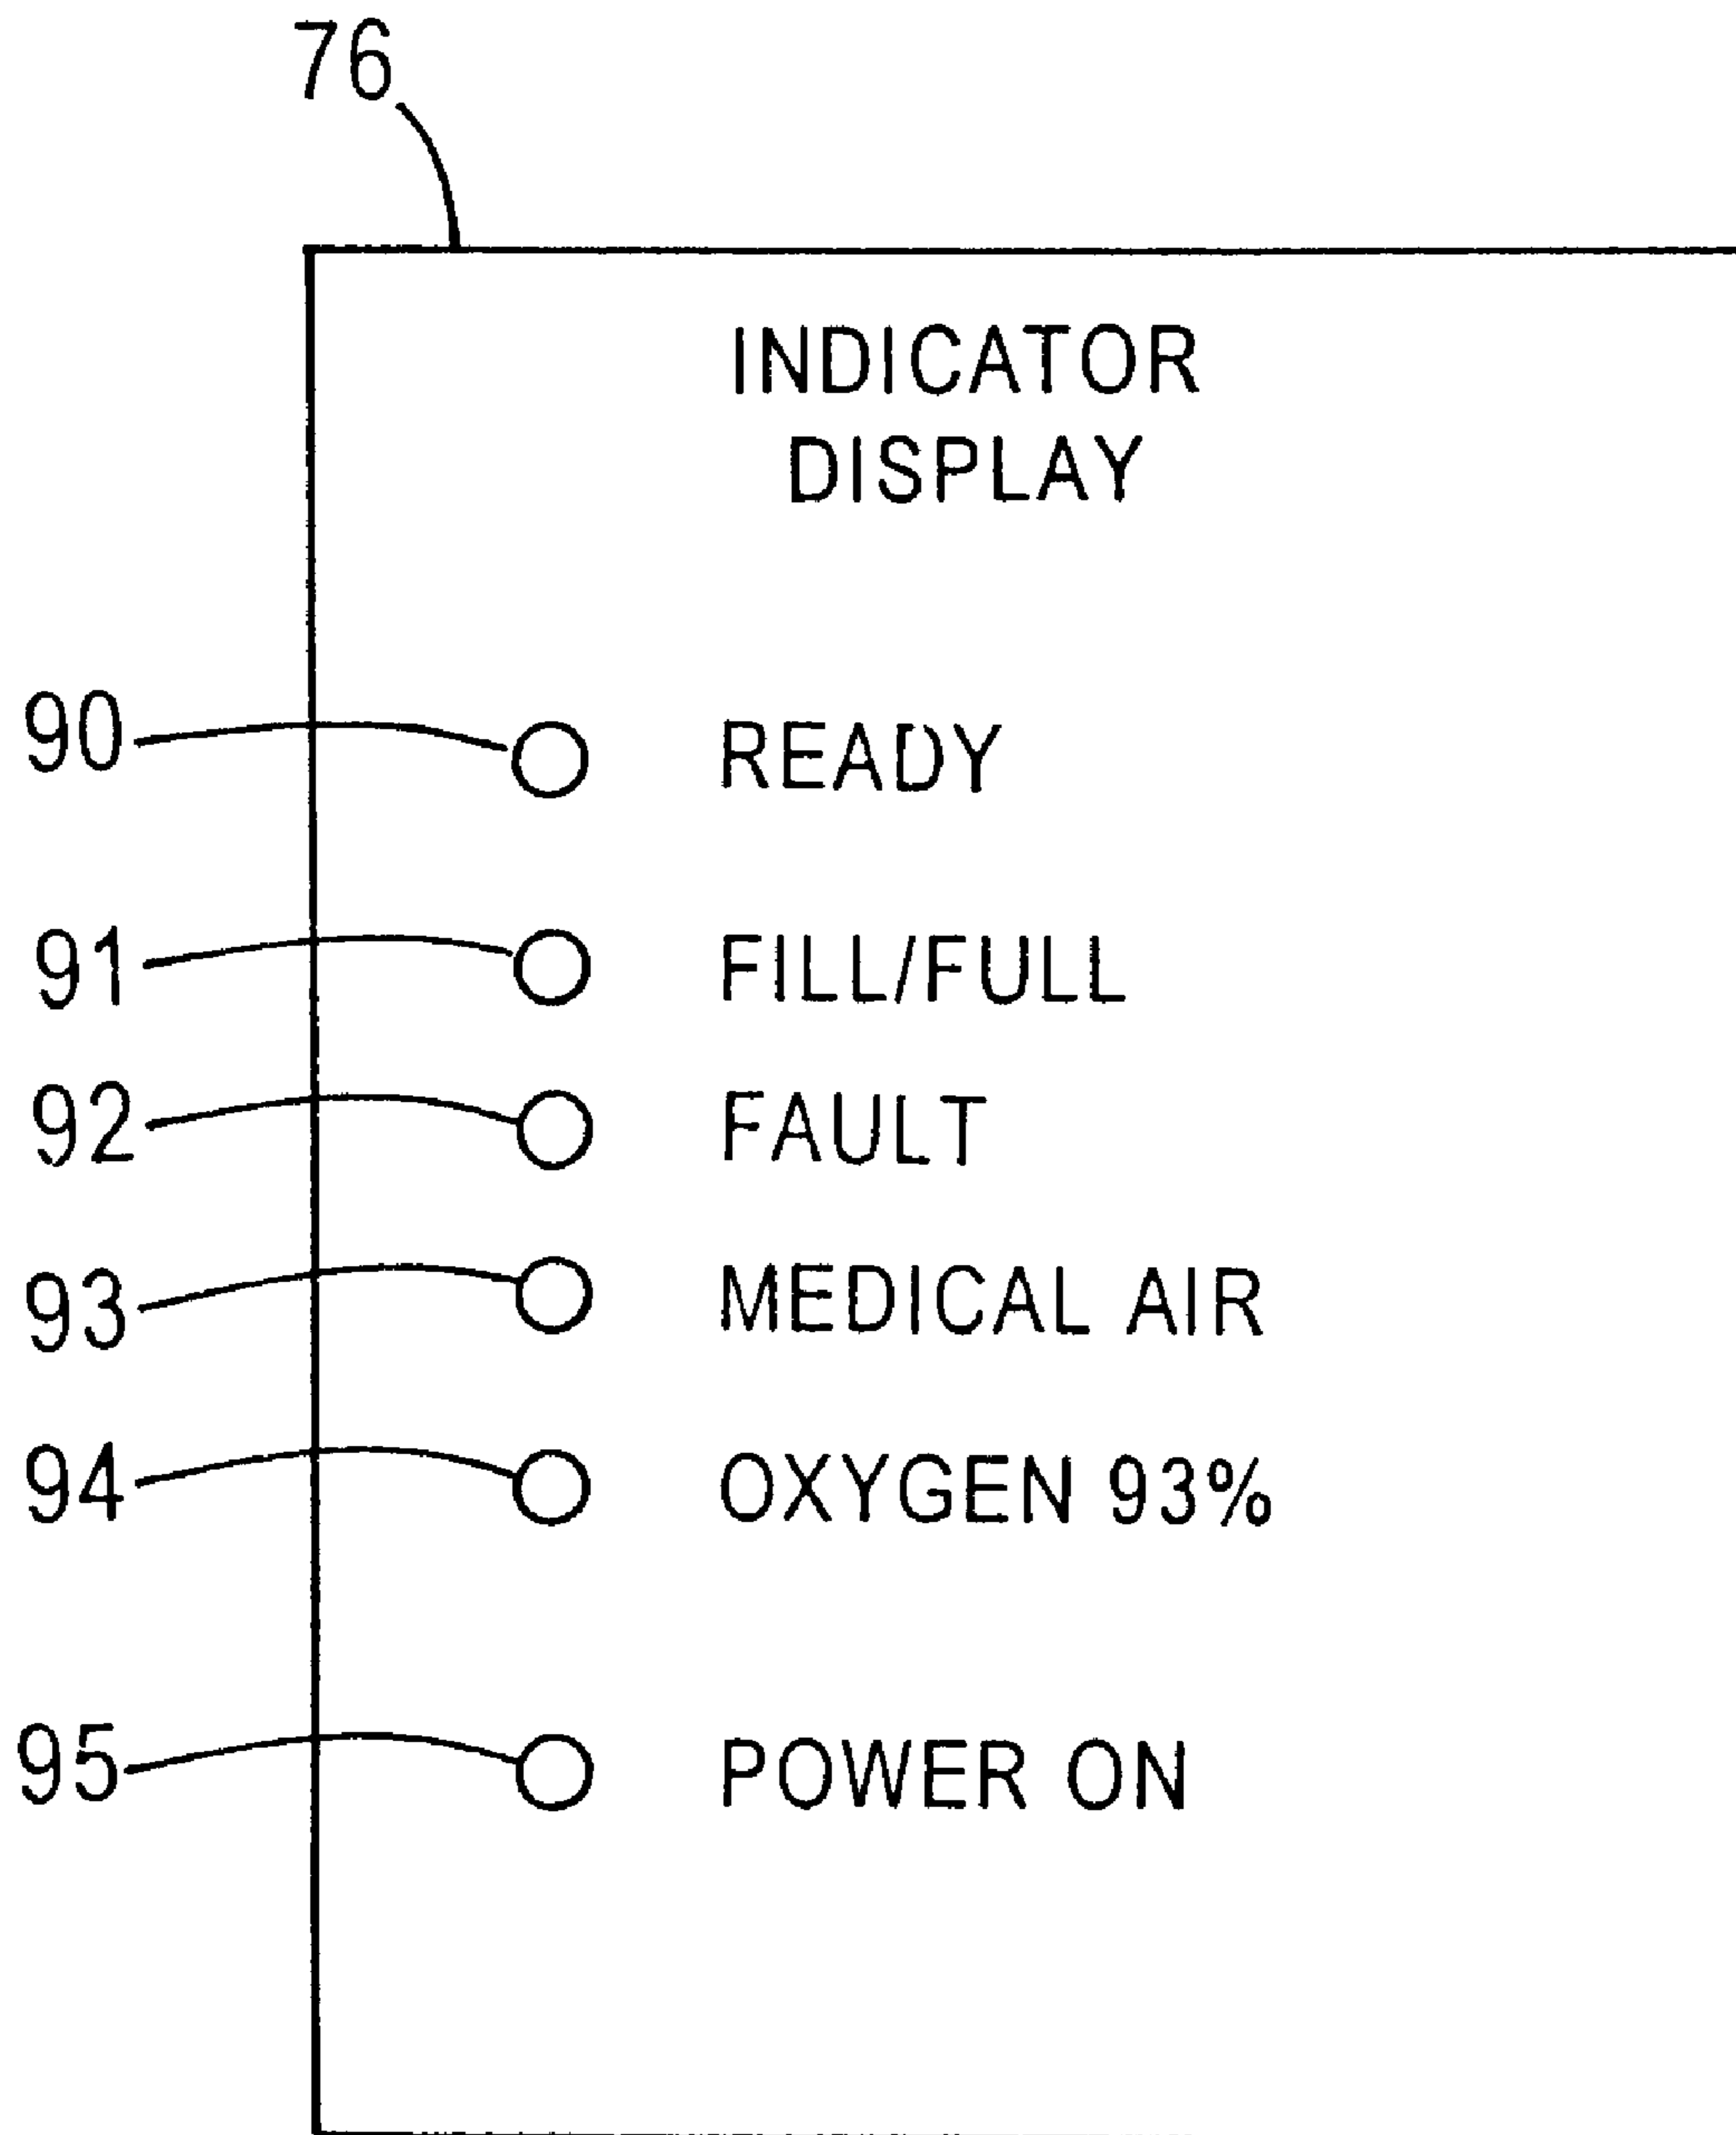 76
INDICATOR
DISPLAY
90 READY
91 FILL/FULL
92 FAULT
93 MEDICAL AIR
94 OXYGEN 93%
95 POWER ON